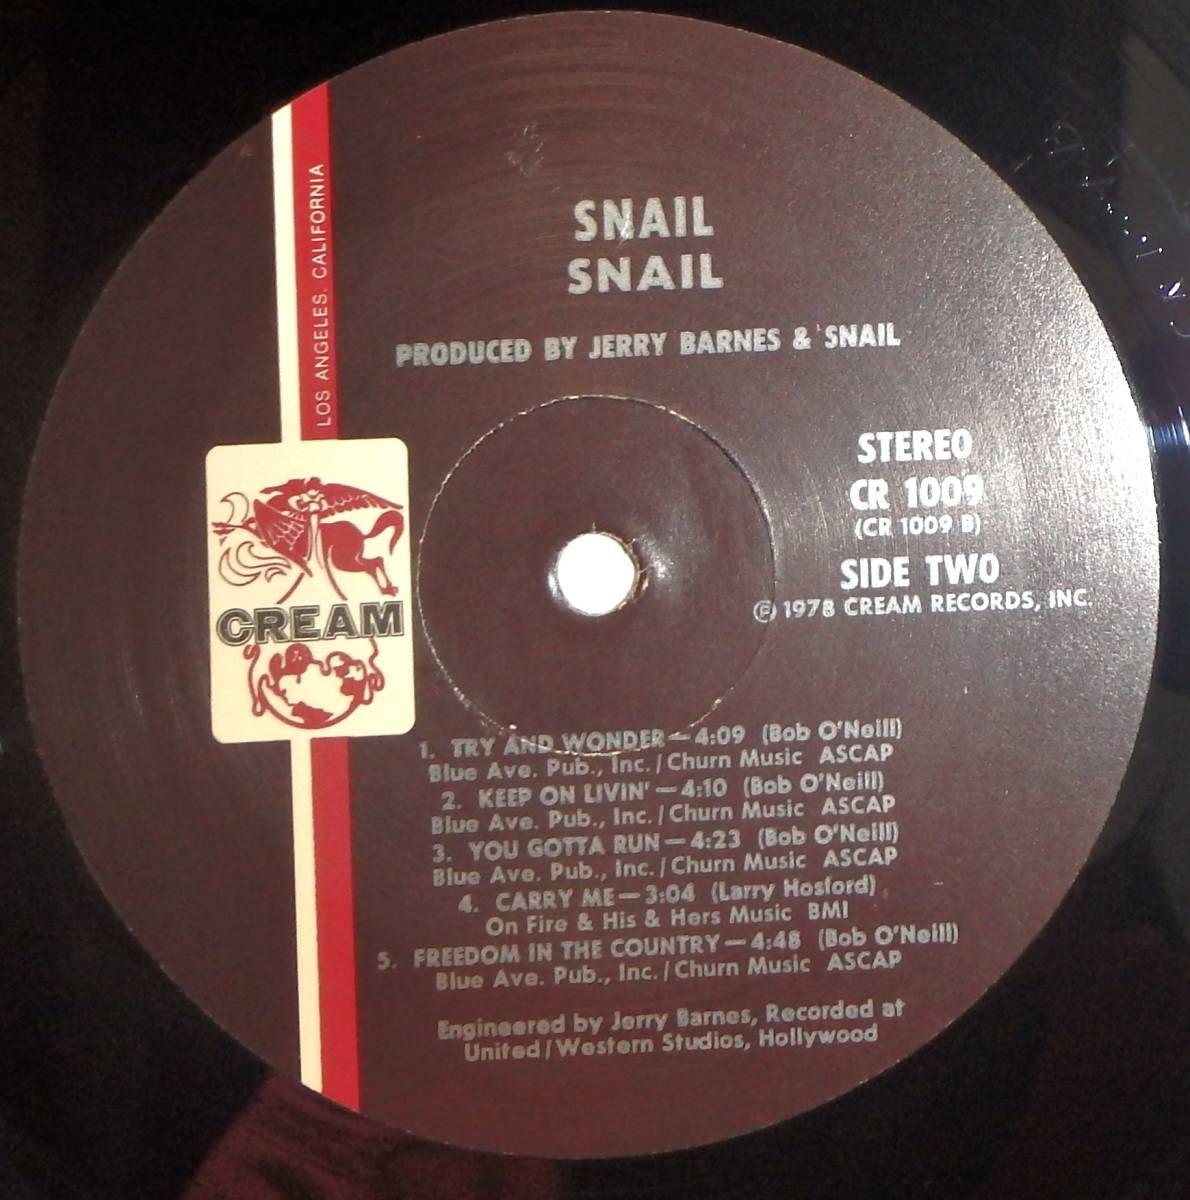 SNAIL
SNAIL
PRODUCED BY JERRY BARNES & SNAIL
LOS ANGELES, CALIFORNIA
CREAM
STEREO
CR 1009
(CR 1009 B)
SIDE TWO
Ⓟ 1978 CREAM RECORDS, INC.
1. TRY AND WONDER—4:09 (Bob O'Neill)
Blue Ave. Pub., Inc. / Churn Music ASCAP
2. KEEP ON LIVIN'—4:10 (Bob O'Neill)
Blue Ave. Pub., Inc. / Churn Music ASCAP
3. YOU GOTTA RUN—4:23 (Bob O'Neill)
Blue Ave. Pub., Inc. / Churn Music ASCAP
4. CARRY ME—3:04 (Larry Hosford)
On Fire & His & Hers Music BMI
5. FREEDOM IN THE COUNTRY—4:48 (Bob O'Neill)
Blue Ave. Pub., Inc. / Churn Music ASCAP
Engineered by Jerry Barnes, Recorded at
United/Western Studios, Hollywood